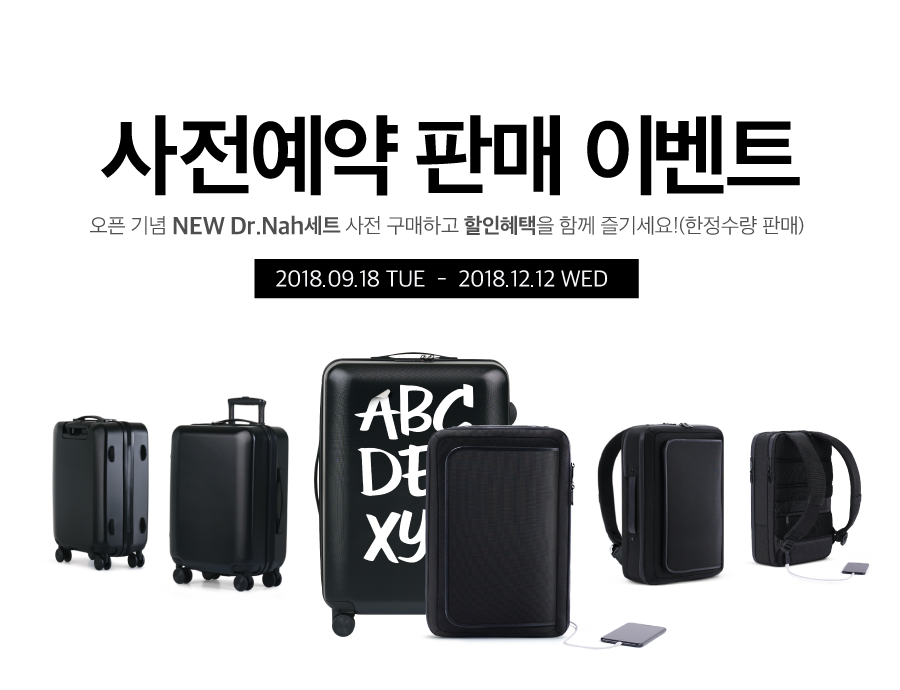 사전예약 판매 이벤트
오픈 기념 NEW Dr.Nah세트 사전 구매하고 할인혜택을 함께 즐기세요!(한정수량 판매)
2018.09.18 TUE - 2018.12.12 WED
ABC
DE
XY